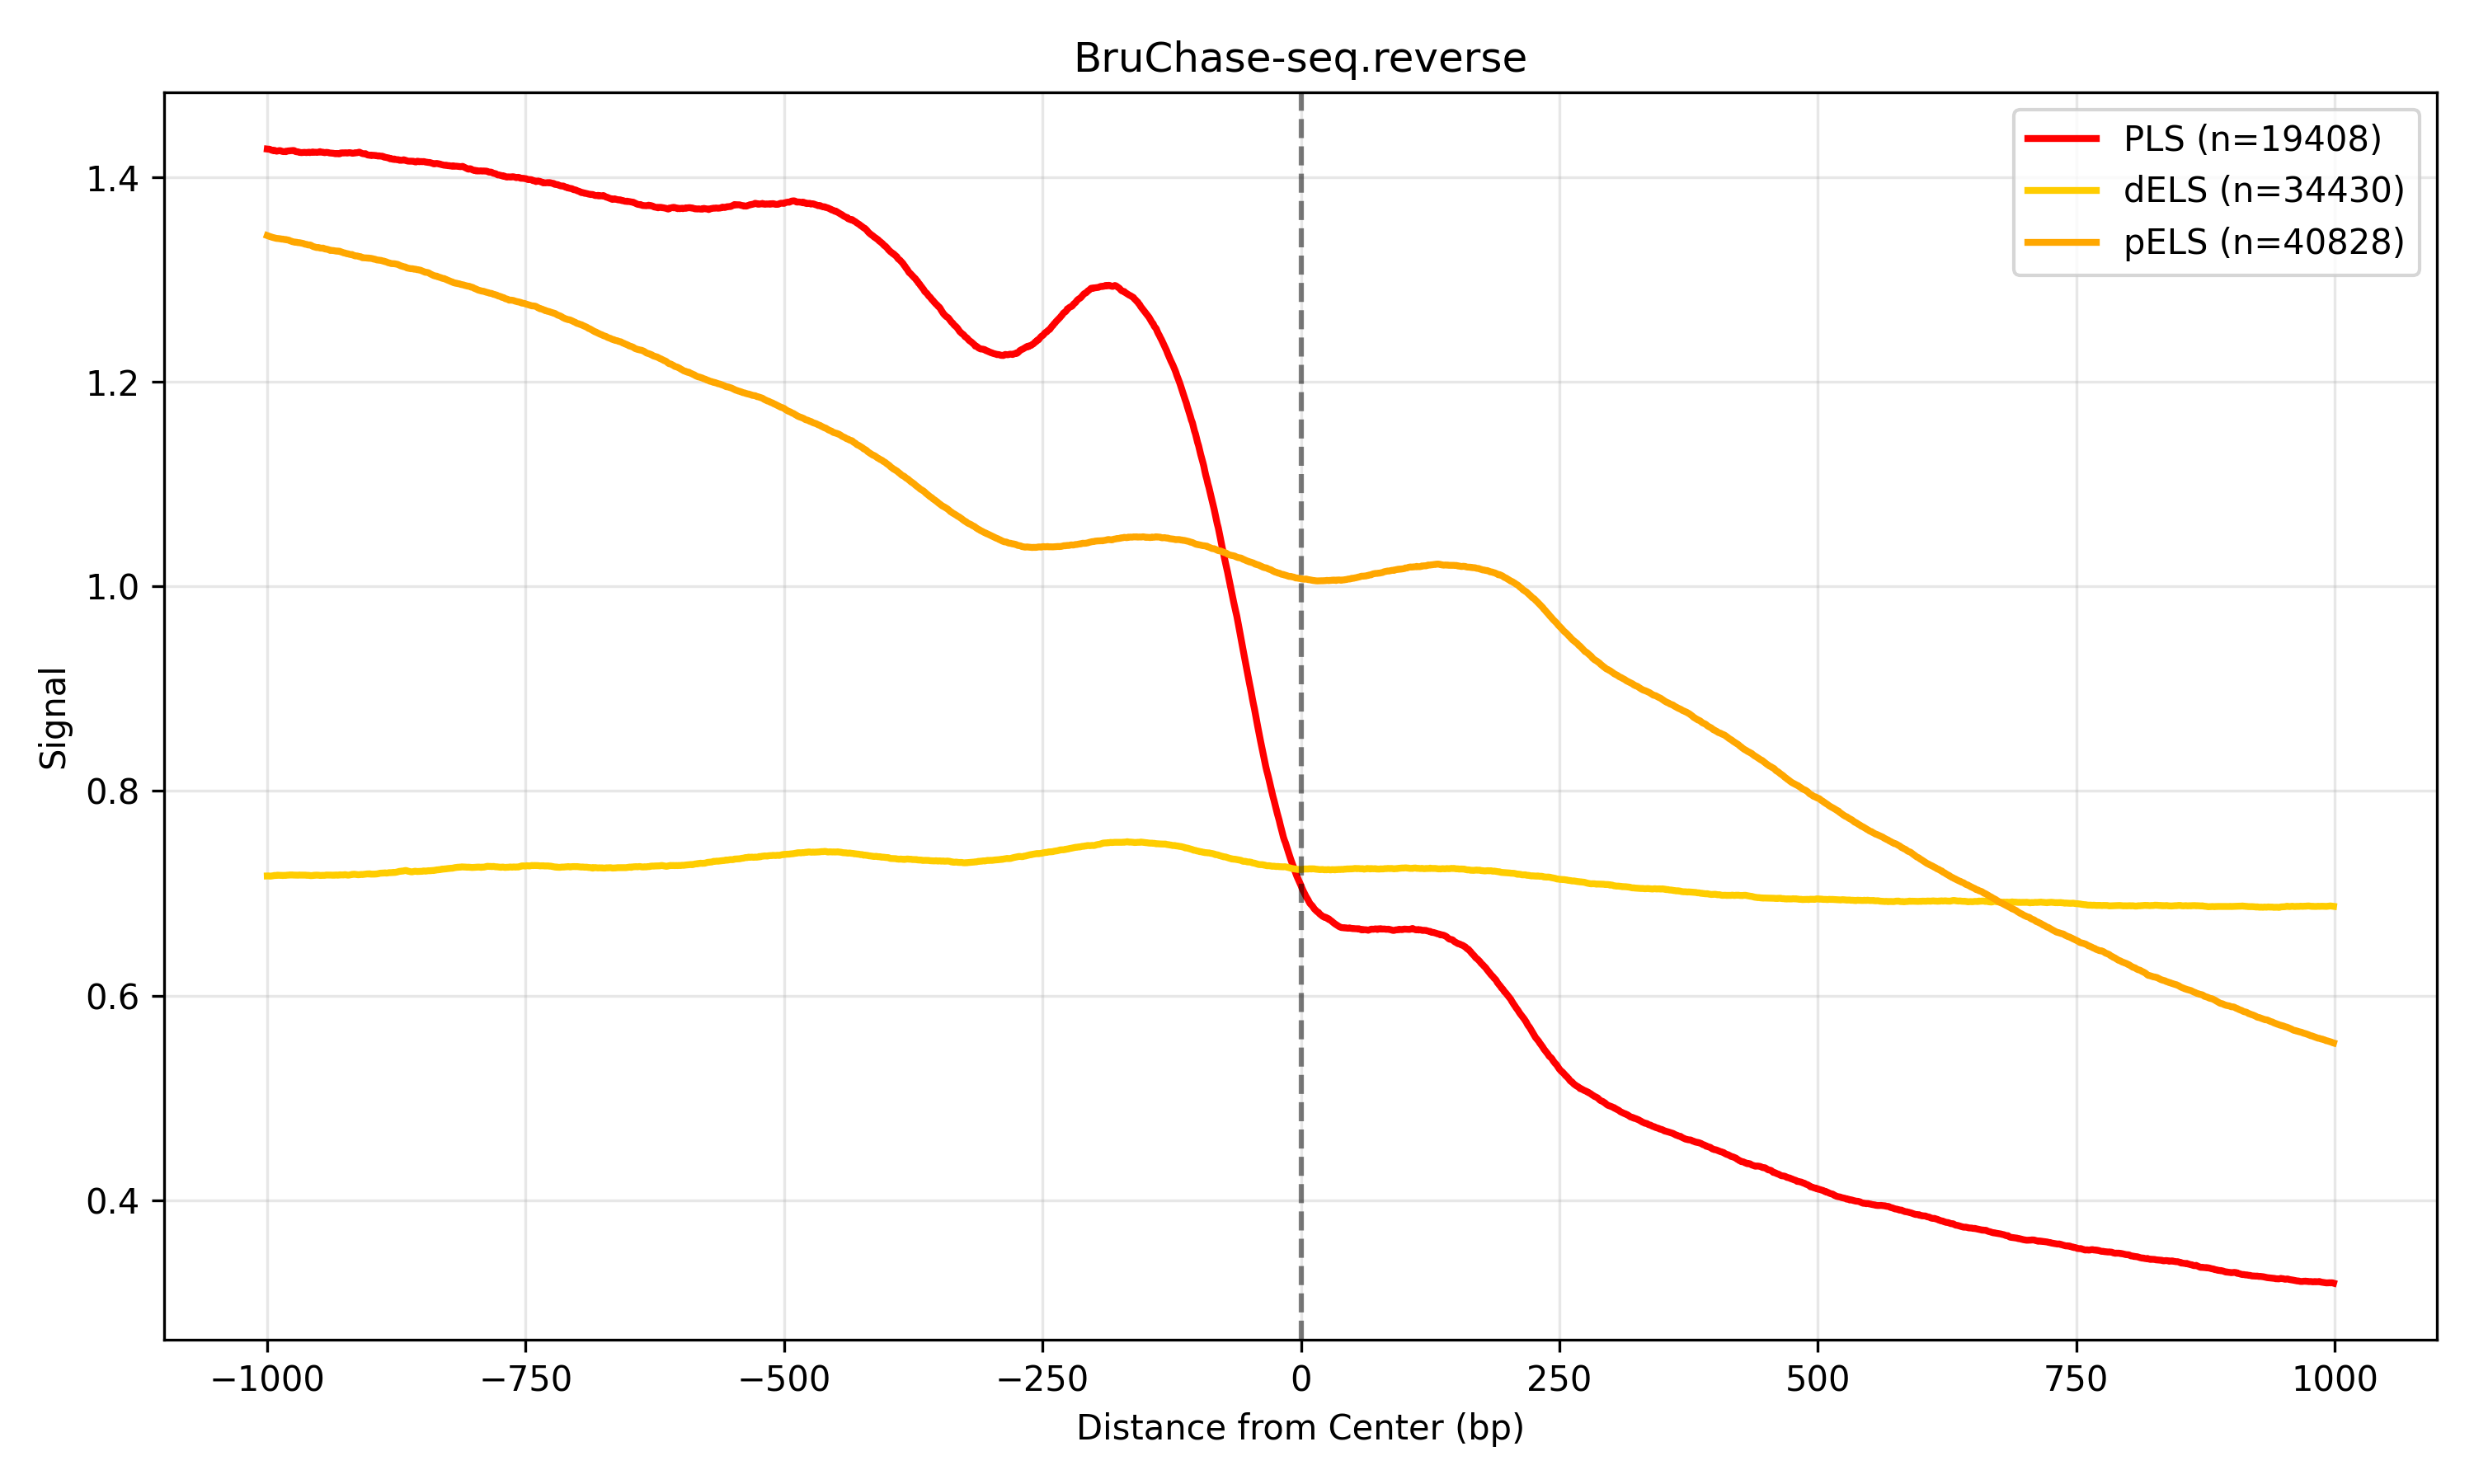 BruChase-seq.reverse
PLS (n=19408)
dELS (n=34430)
pELS (n=40828)
Signal
1.4
1.2
1.0
0.8
0.6
0.4
−1000
−750
−500
−250
0
250
500
750
1000
Distance from Center (bp)